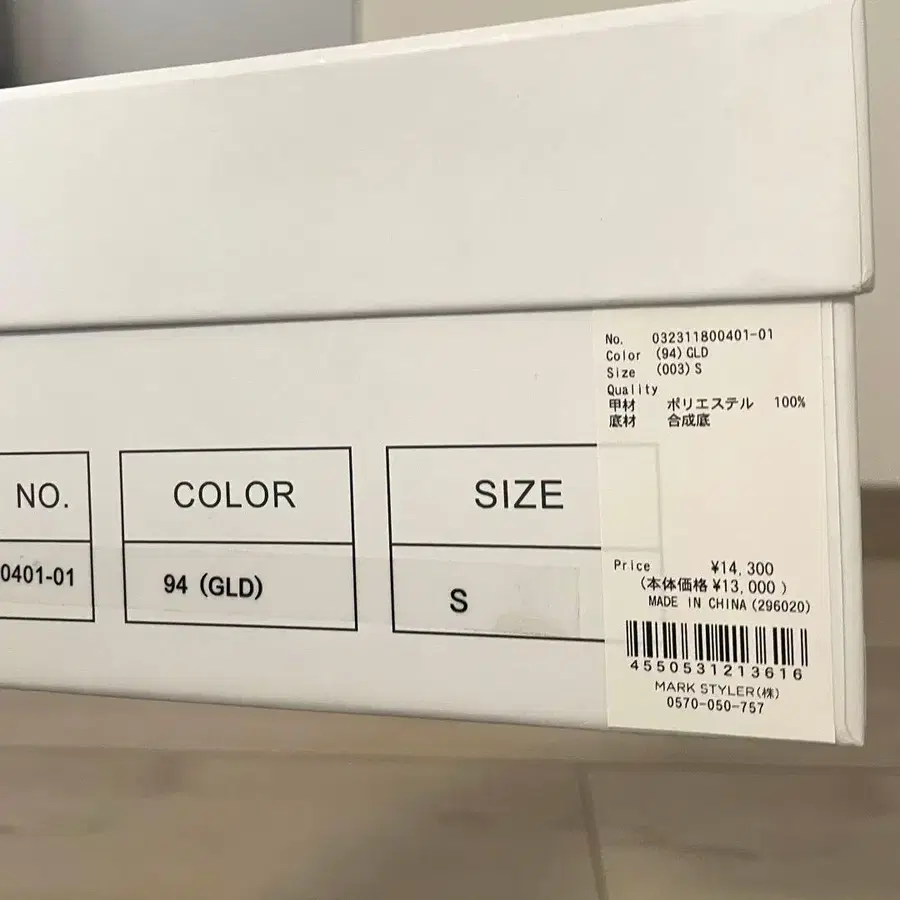 NO.
0401-01
COLOR
94 (GLD)
SIZE
S
No. 032311800401-01
Color (94) GLD
Size (003) S
Quality
甲材 ポリエステル 100%
底材 合成底
Price ¥14,300
(本体価格 ¥13,000 )
MADE IN CHINA (296020)
4550531213616
MARK STYLER(株)
0570-050-757